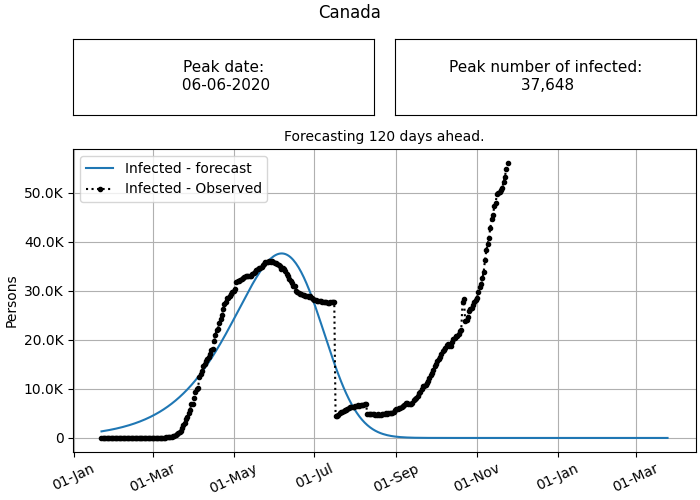 Canada
Peak date:
06-06-2020
Peak number of infected:
37,648
Forecasting 120 days ahead.
Infected - forecast
Infected - Observed
Persons
50.0K
40.0K
30.0K
20.0K
10.0K
0
01-Jan
01-Mar
01-May
01-Jul
01-Sep
01-Nov
01-Jan
01-Mar